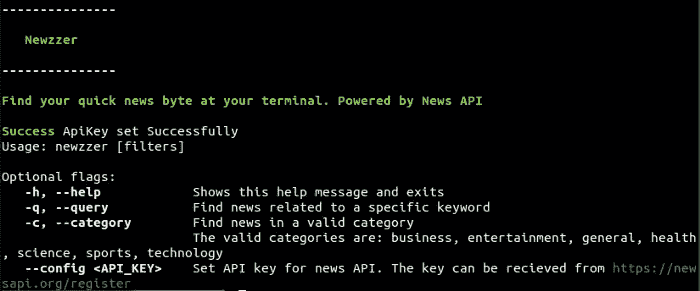 ---------------
Newzzer
---------------
Find your quick news byte at your terminal. Powered by News API
Success ApiKey set Successfully
Usage: newzzer [filters]
Optional flags:
-h, --help Shows this help message and exits
-q, --query Find news related to a specific keyword
-c, --category Find news in a valid category
The valid categories are: business, entertainment, general, health
, science, sports, technology
--config <API_KEY> Set API key for news API. The key can be recieved from https://new
sapi.org/register